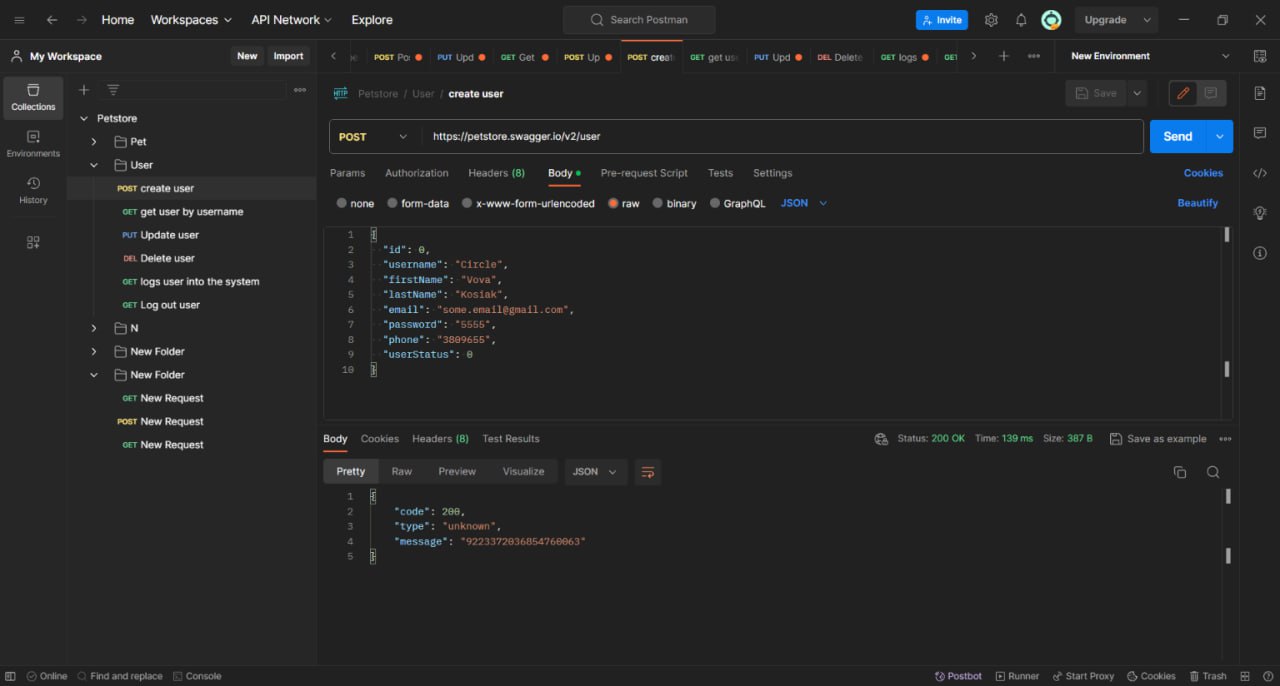 Home Workspaces API Network Explore Search Postman Invite Upgrade
My Workspace New Import POST Po: PUT Upd GET Get POST Up POST creat GET get us PUT Upd DEL Delete GET logs GET New Environment
Collections
Environments
History
Petstore
Pet
User
POST create user
GET get user by username
PUT Update user
DEL Delete user
GET logs user into the system
GET Log out user
N
New Folder
New Folder
GET New Request
POST New Request
GET New Request
HTTP Petstore / User / create user Save
POST https://petstore.swagger.io/v2/user Send
Params Authorization Headers (8) Body Pre-request Script Tests Settings Cookies
none form-data x-www-form-urlencoded raw binary GraphQL JSON Beautify
1 {
2 "id": 0,
3 "username": "Circle",
4 "firstName": "Vova",
5 "lastName": "Kosiak",
6 "email": "some.email@gmail.com",
7 "password": "5555",
8 "phone": "3809655",
9 "userStatus": 0
10 }
Body Cookies Headers (8) Test Results Status: 200 OK Time: 139 ms Size: 387 B Save as example
Pretty Raw Preview Visualize JSON
1 {
2 "code": 200,
3 "type": "unknown",
4 "message": "9223372036854760063"
5 }
Online Find and replace Console Postbot Runner Start Proxy Cookies Trash